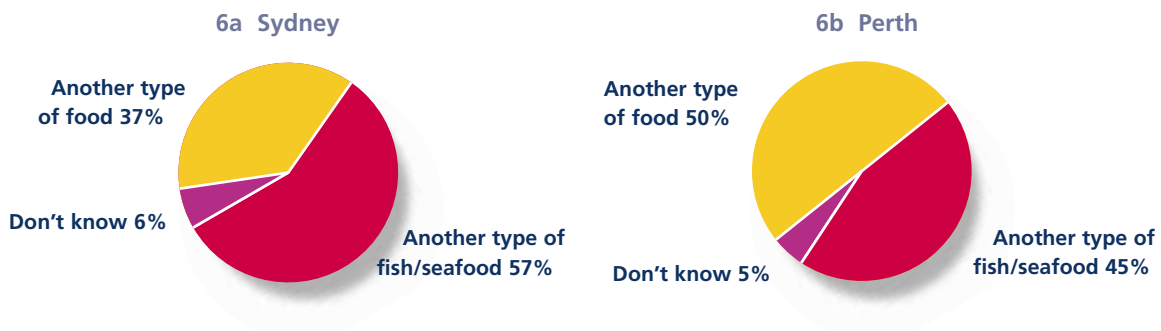 6a Sydney
Another type
of food 37%
Don't know 6%
Another type of
fish/seafood 57%
6b Perth
Another type
of food 50%
Don't know 5%
Another type of
fish/seafood 45%